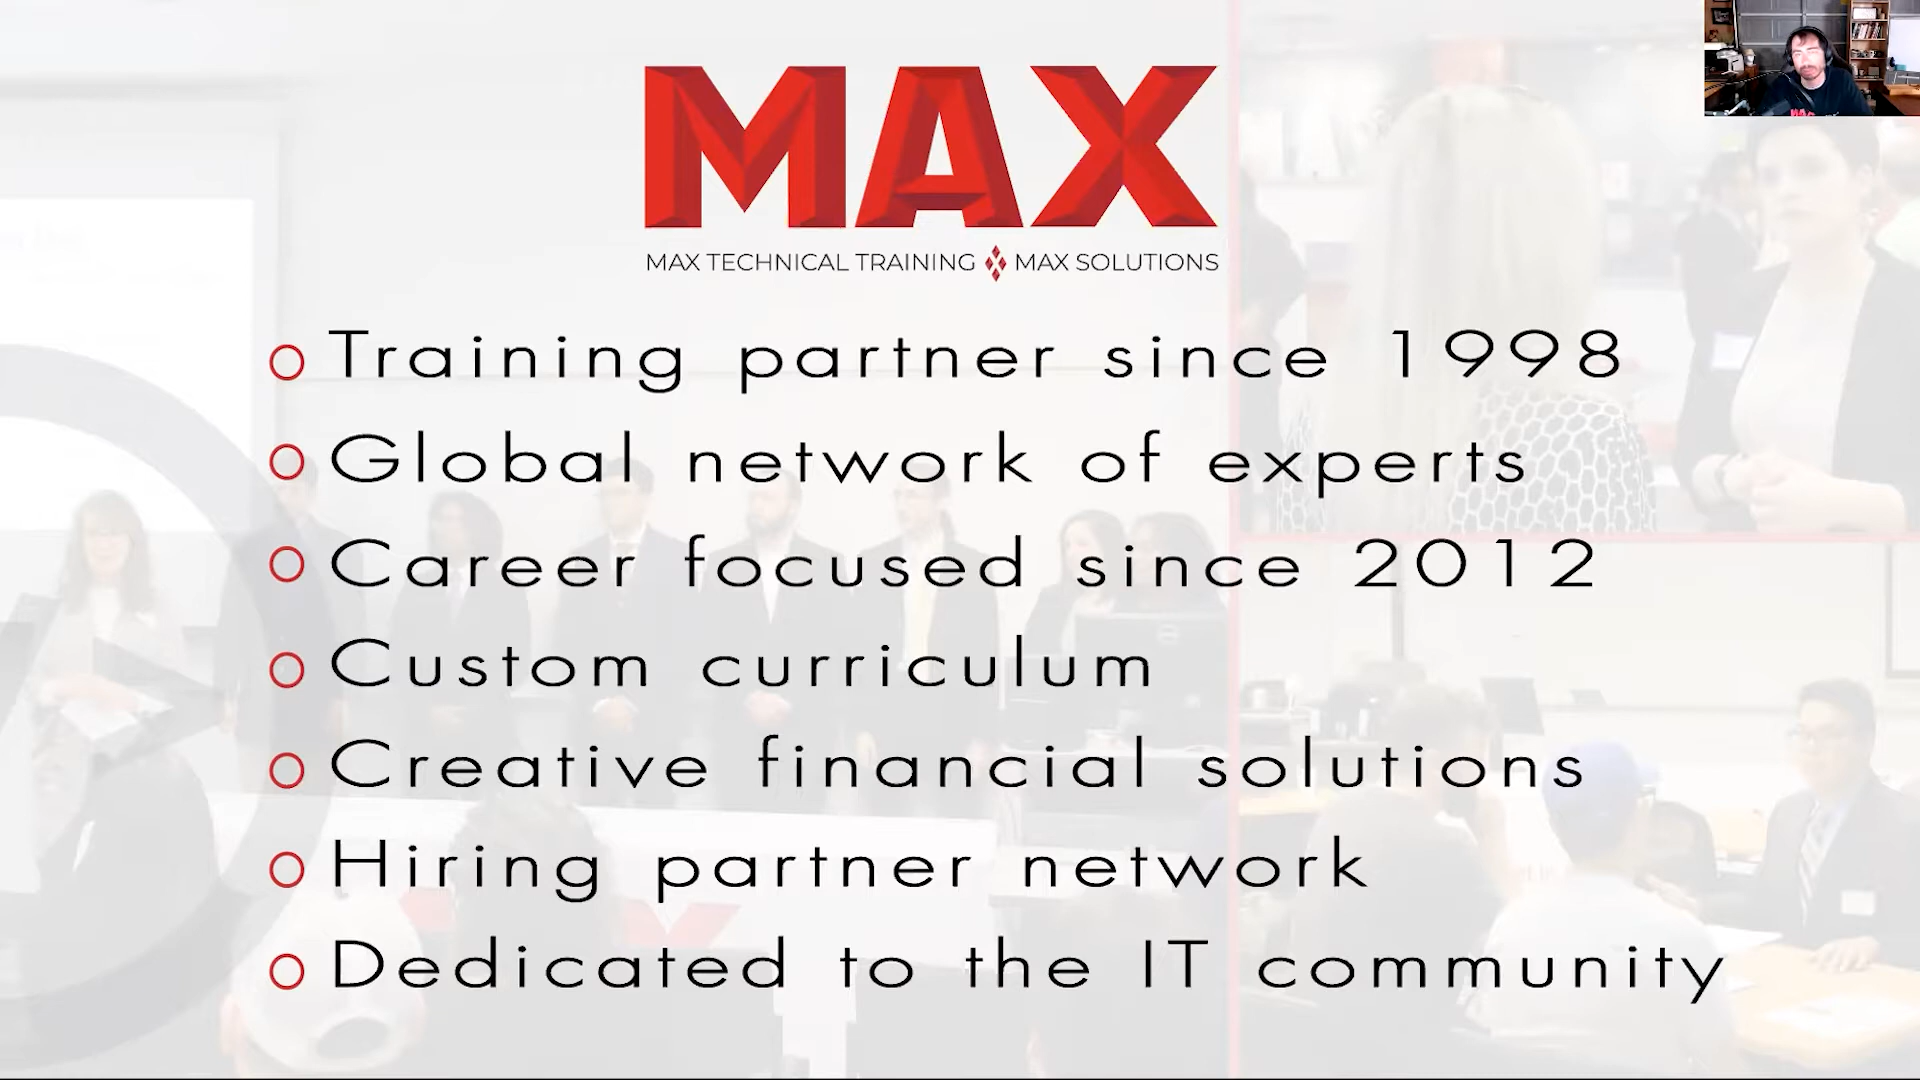 MAX
MAX TECHNICAL TRAINING MAX SOLUTIONS
Training partner since 1998
Global network of experts
Career focused since 2012
Custom curriculum
Creative financial solutions
Hiring partner network
Dedicated to the IT community